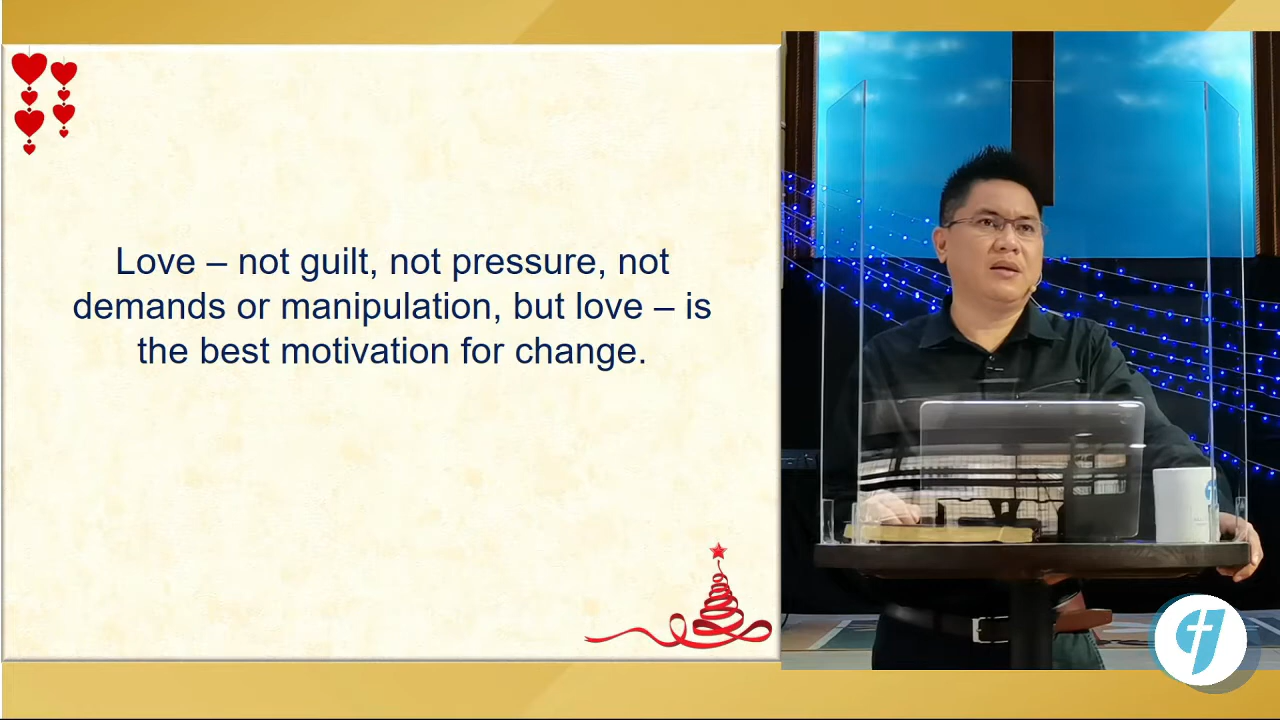 Love – not guilt, not pressure, not
demands or manipulation, but love – is
the best motivation for change.